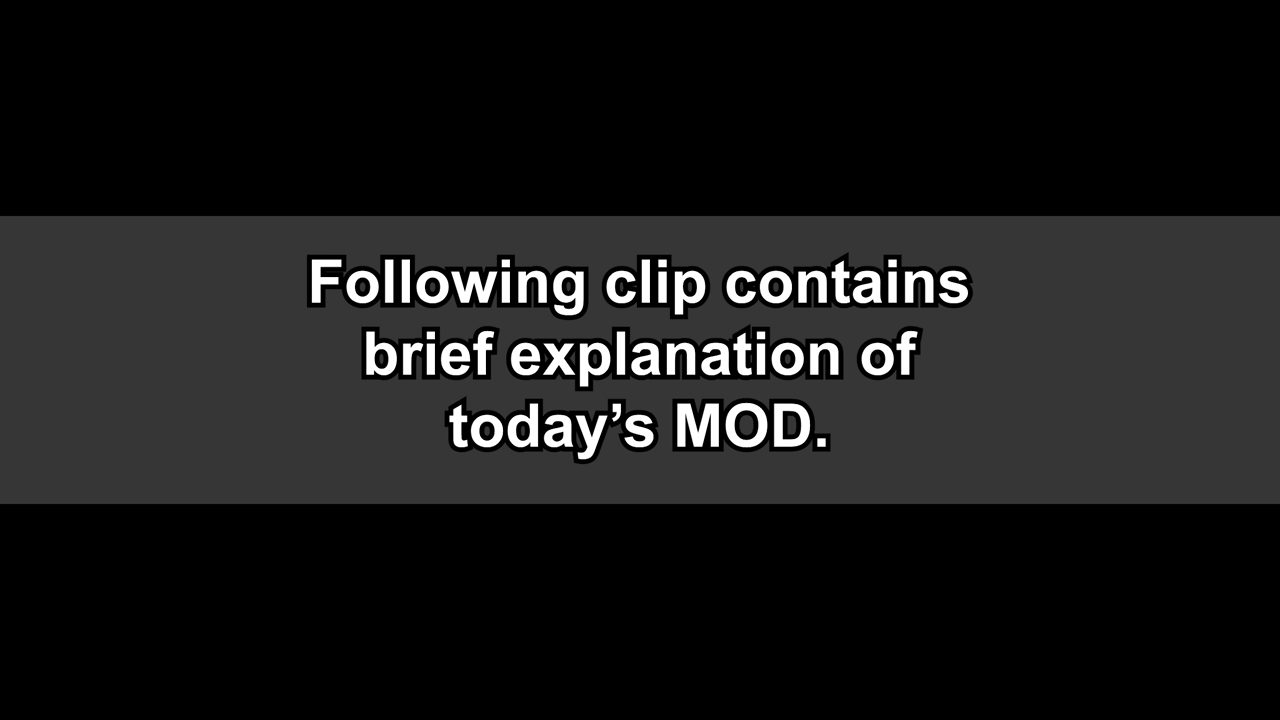 Following clip contains
brief explanation of
today’s MOD.